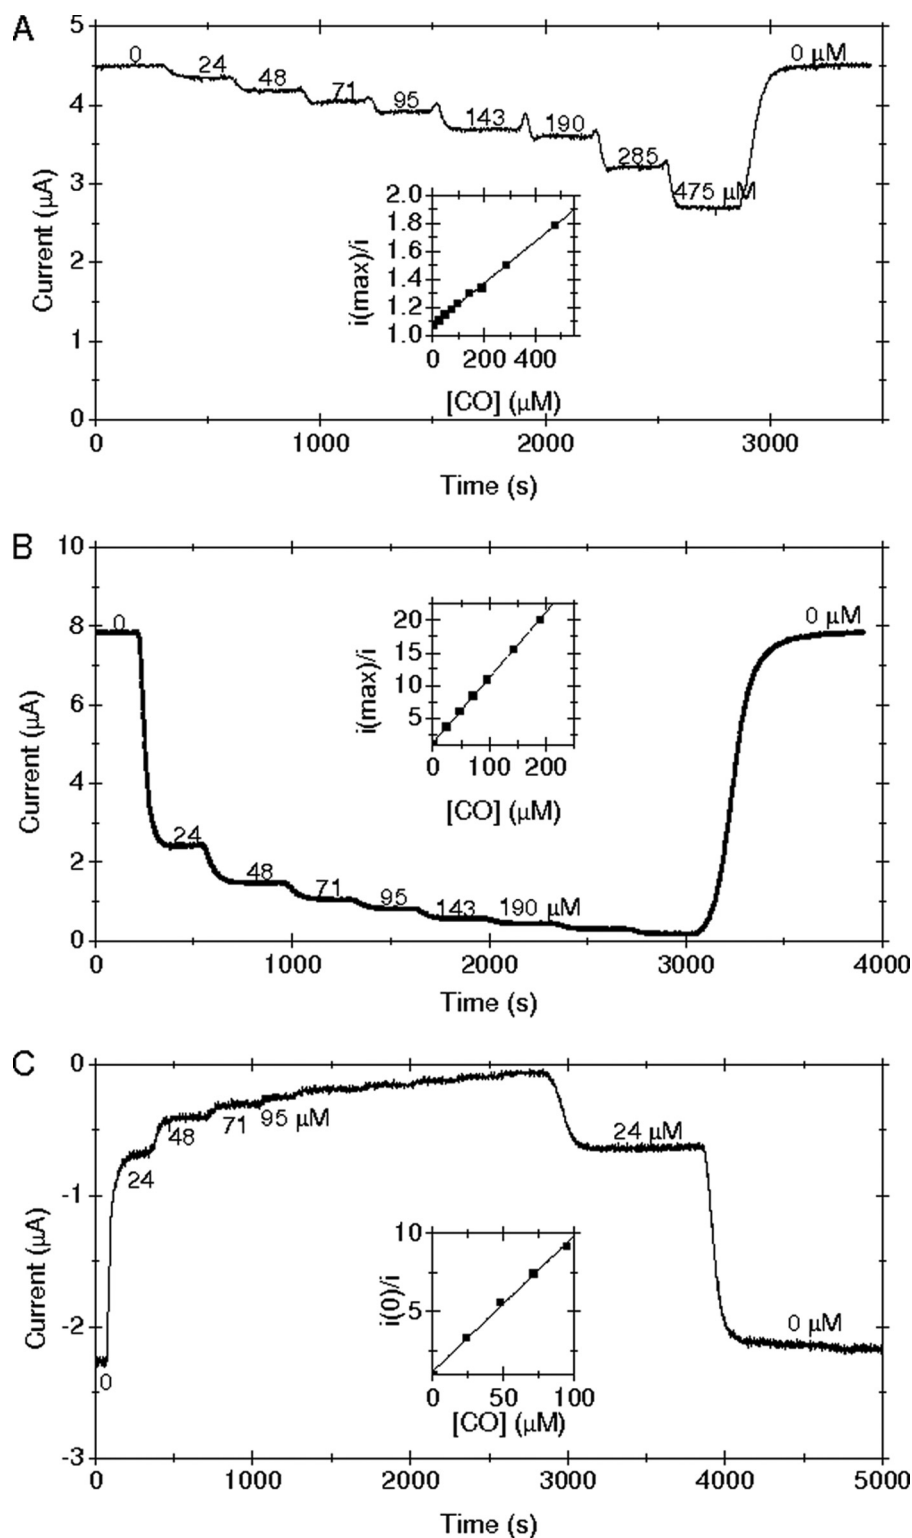 A
5
4
3
2
1
0
Current (μA)
0
24
48
71
95
143
190
285
475 μM
0 μM
2.0
1.8
1.6
1.4
1.2
1.0
i(max)/i
0 200 400
[CO] (μM)
0 1000 2000 3000
Time (s)
B
10
8
6
4
2
0
Current (μA)
0
24
48
71
95
143
190 μM
0 μM
20
15
10
5
i(max)/i
0 100 200
[CO] (μM)
0 1000 2000 3000 4000
Time (s)
C
0
-1
-2
-3
Current (μA)
0
24
48
71
95 μM
24 μM
0 μM
10
5
i(0)/i
0 50 100
[CO] (μM)
0 1000 2000 3000 4000 5000
Time (s)